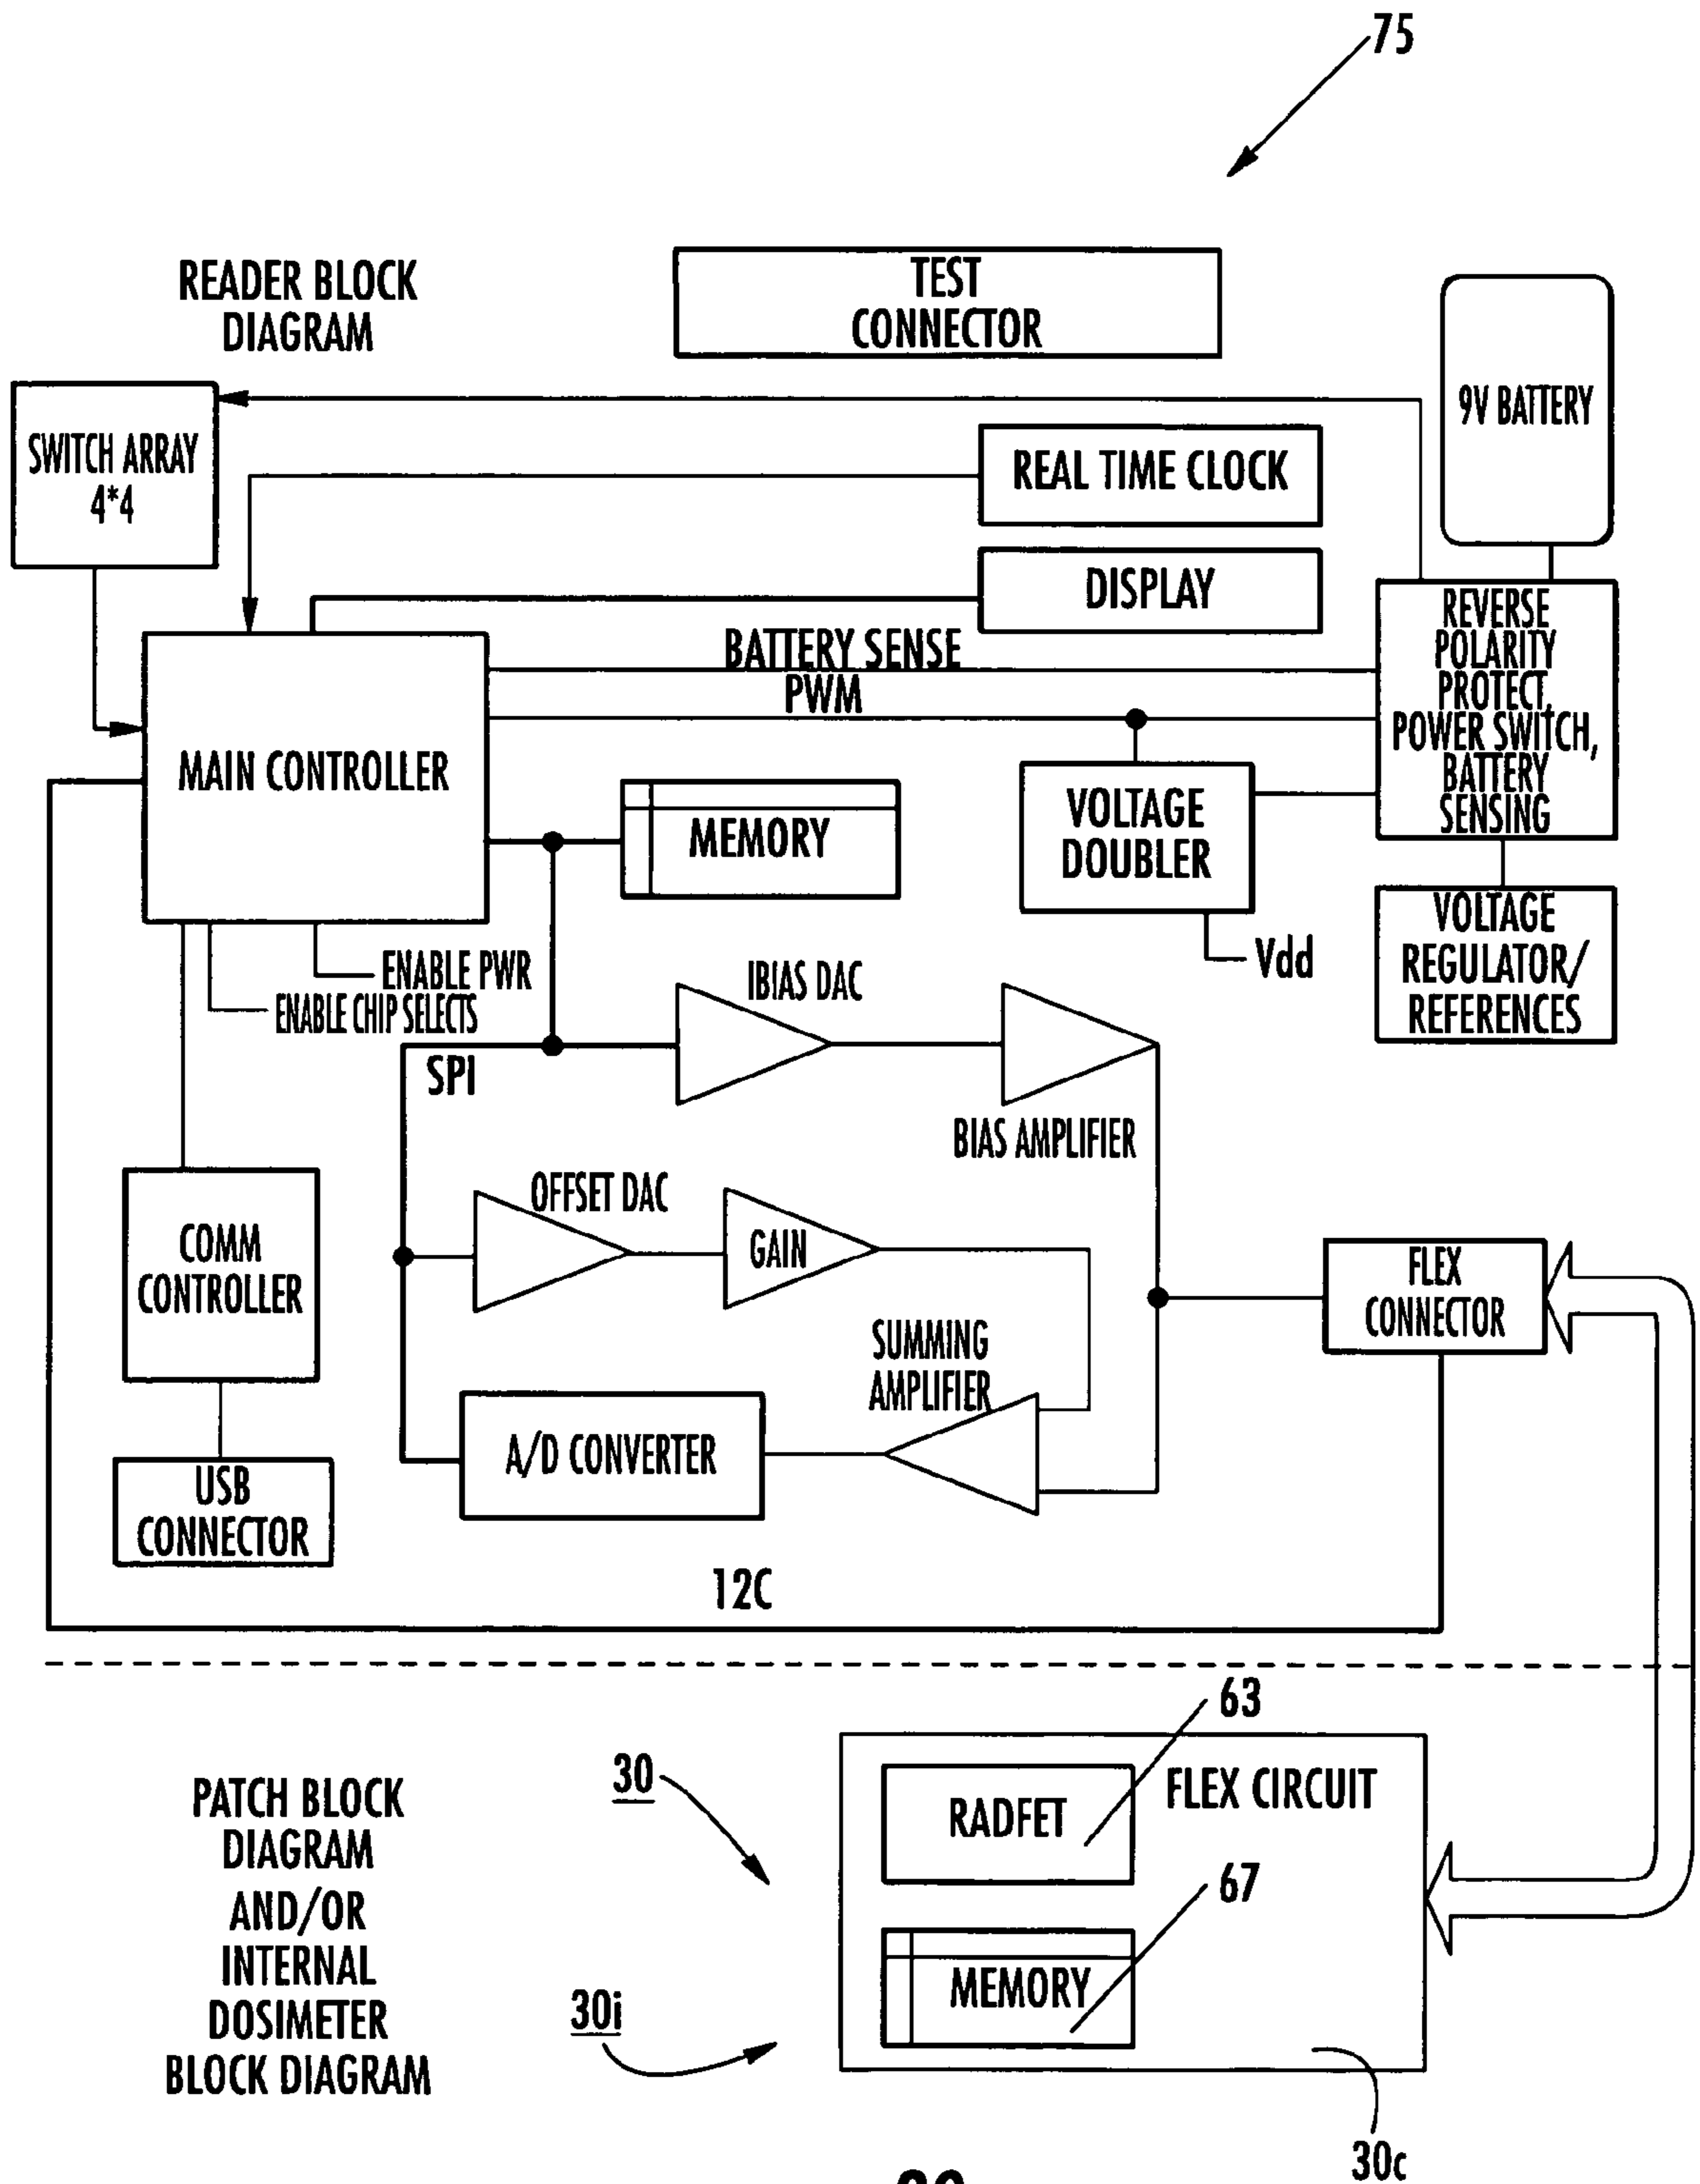 75
READER BLOCK
DIAGRAM
TEST
CONNECTOR
9V BATTERY
SWITCH ARRAY
4*4
REAL TIME CLOCK
DISPLAY
REVERSE
POLARITY
PROTECT,
POWER SWITCH,
BATTERY
SENSING
BATTERY SENSE
PWM
MAIN CONTROLLER
MEMORY
VOLTAGE
DOUBLER
Vdd
VOLTAGE
REGULATOR/
REFERENCES
ENABLE PWR
ENABLE CHIP SELECTS
IBIAS DAC
SPI
BIAS AMPLIFIER
OFFSET DAC
GAIN
COMM
CONTROLLER
FLEX
CONNECTOR
SUMMING
AMPLIFIER
A/D CONVERTER
USB
CONNECTOR
12C
63
30
FLEX CIRCUIT
RADFET
PATCH BLOCK
DIAGRAM
AND/OR
INTERNAL
DOSIMETER
BLOCK DIAGRAM
67
MEMORY
30i
30c